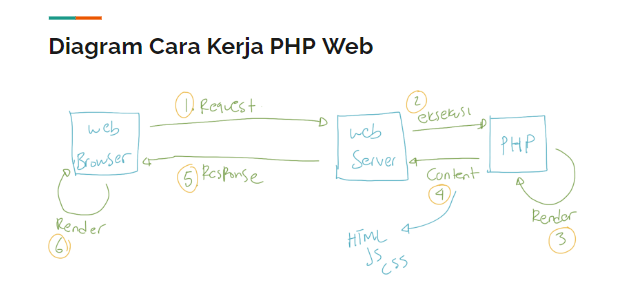 Diagram Cara Kerja PHP Web
1. Request
2
eksekusi
web
Browser
web
Server
PHP
5 Response
Content
4
Render
6
Render
3
HTML
JS
CSS